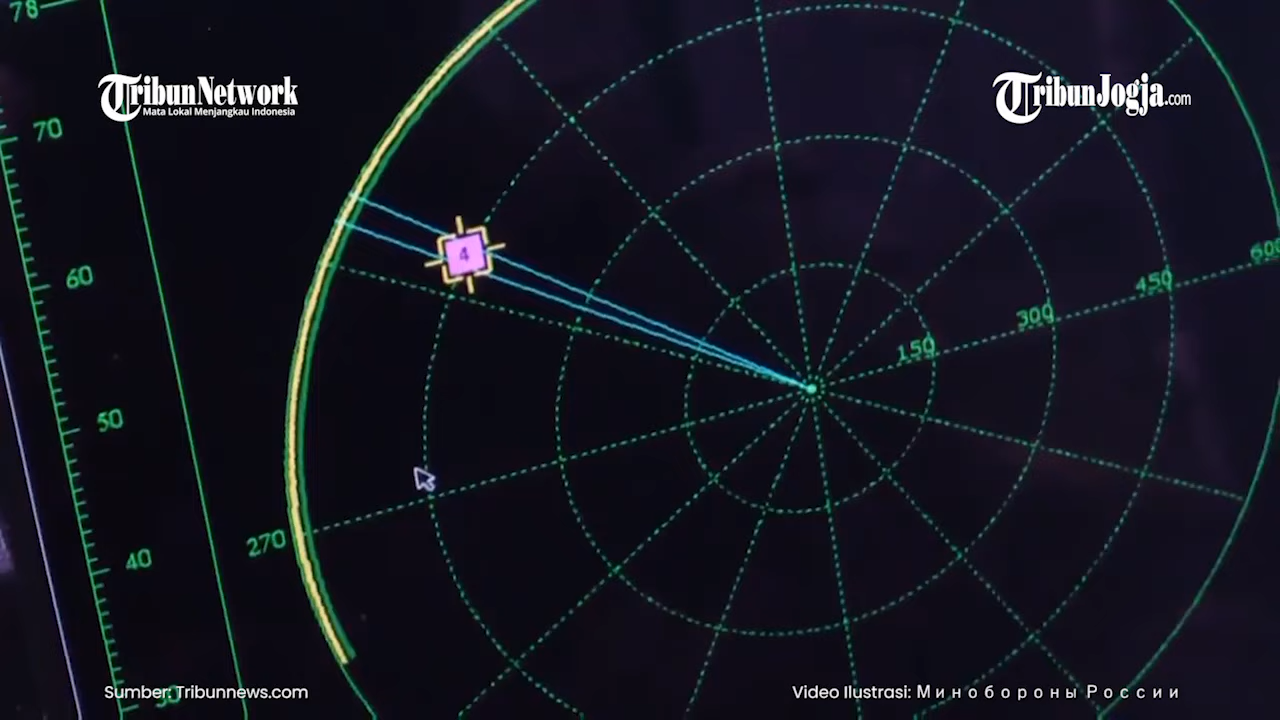 78
TribunNetwork
Mata Lokal Menjangkau Indonesia
TribunJogja.com
70
60
50
40
30
4
600
450
300
150
270
Sumber: Tribunnews.com
Video Ilustrasi: Минобороны России